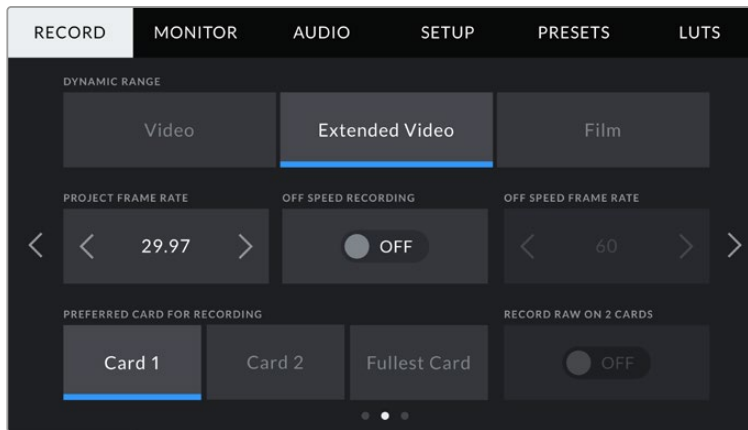 RECORD MONITOR AUDIO SETUP PRESETS LUTS
DYNAMIC RANGE
Video Extended Video Film
PROJECT FRAME RATE OFF SPEED RECORDING OFF SPEED FRAME RATE
29.97 OFF 60
PREFERRED CARD FOR RECORDING RECORD RAW ON 2 CARDS
Card 1 Card 2 Fullest Card OFF